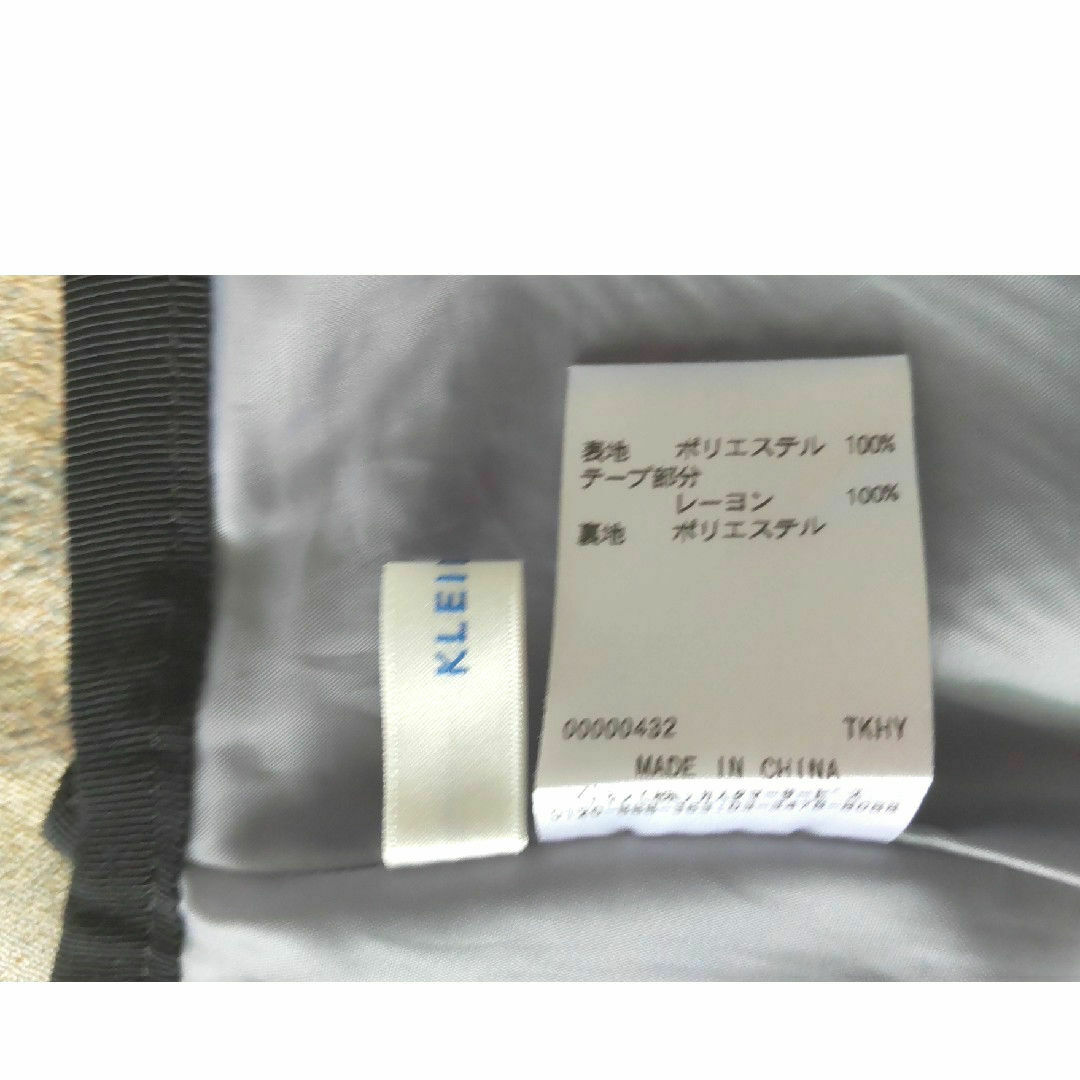 表地 ポリエステル 100%
テープ部分
レーヨン 100%
裏地 ポリエステル
00000432 TKHY
MADE IN CHINA
KLEI